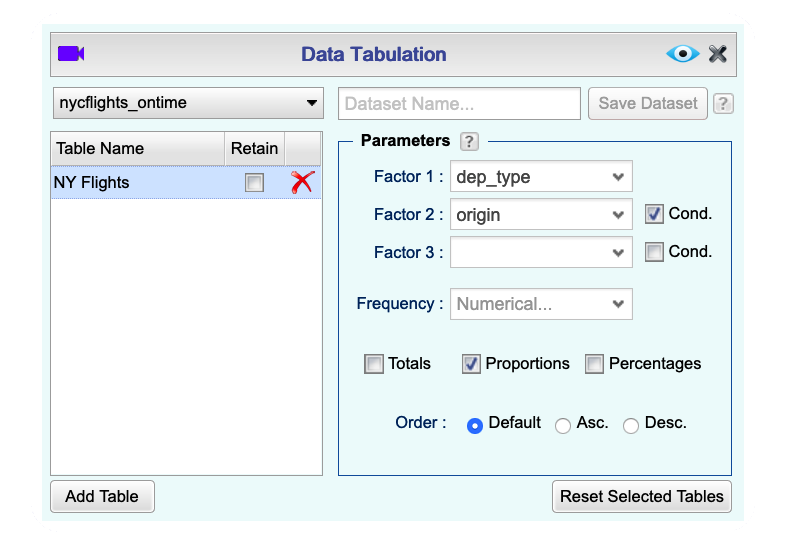 Data Tabulation
nycflights_ontime
Dataset Name...
Save Dataset
?
Table Name
Retain
NY Flights
Parameters ?
Factor 1 : dep_type
Factor 2 : origin Cond.
Factor 3 : Cond.
Frequency : Numerical...
Totals Proportions Percentages
Order : Default Asc. Desc.
Add Table
Reset Selected Tables